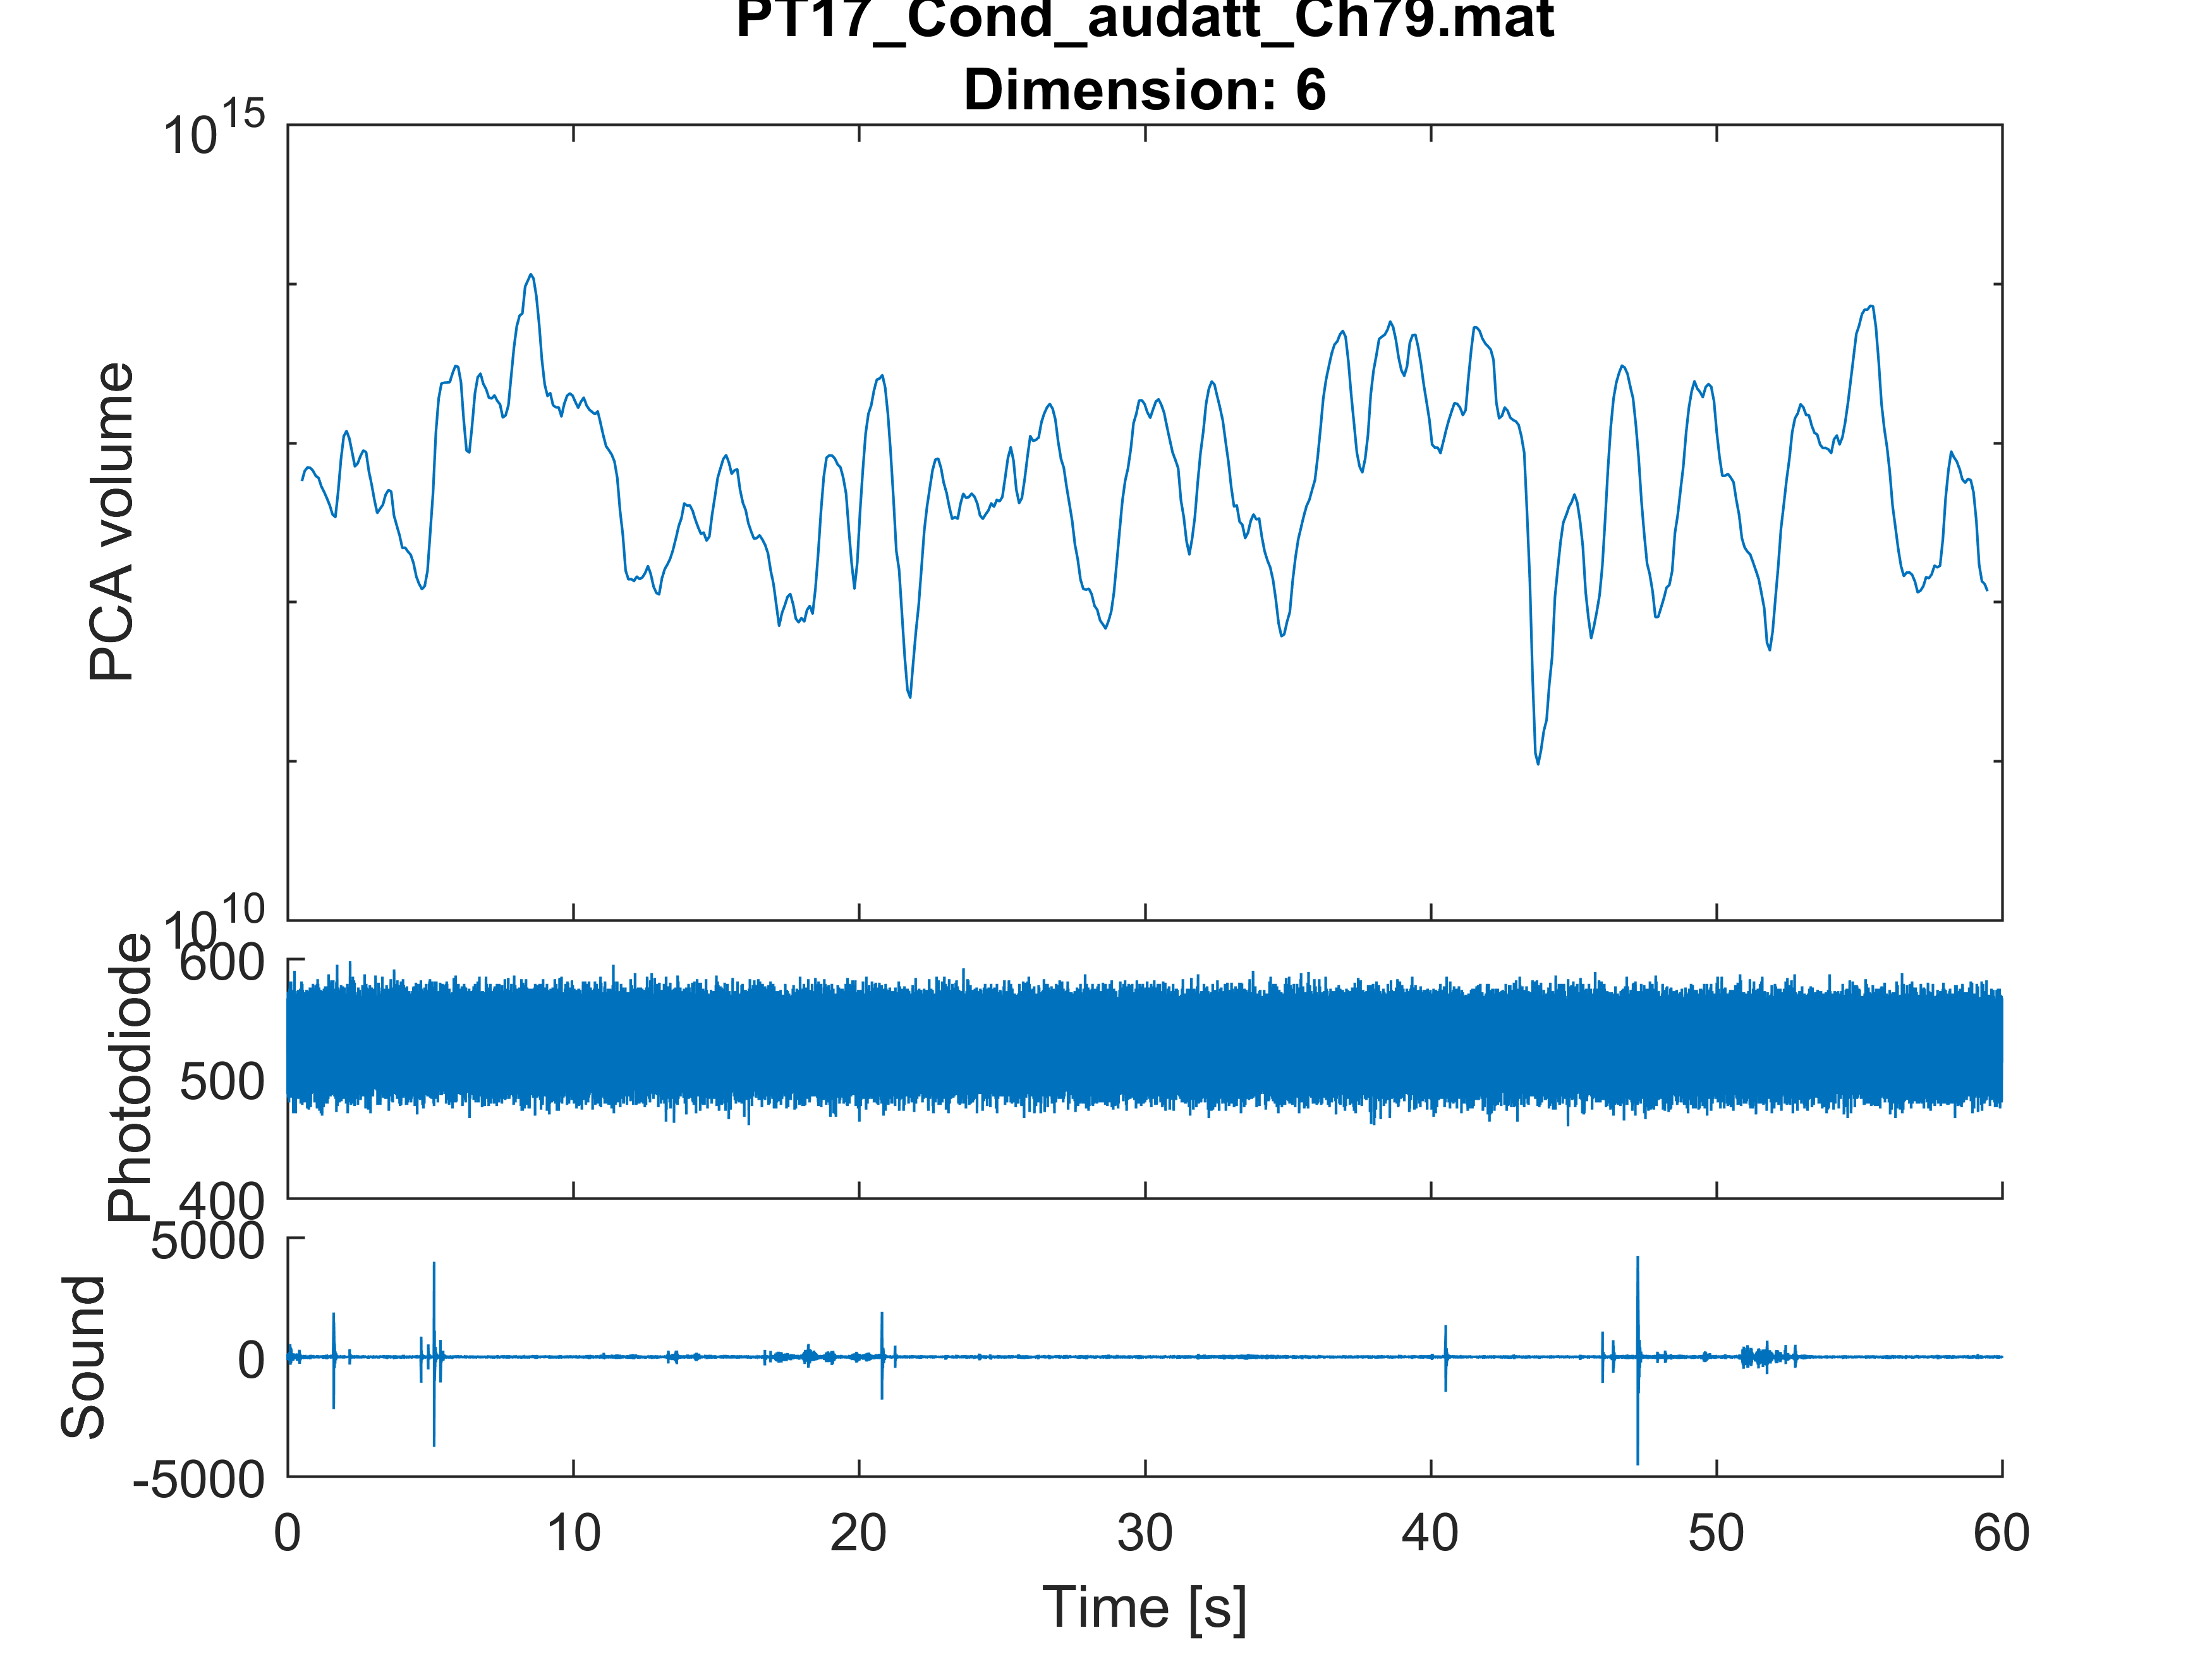 PT17_Cond_audatt_Ch79.mat
Dimension: 6
10^15
PCA volume
10^10
600
Photodiode
500
400
5000
Sound
0
-5000
0 10 20 30 40 50 60
Time [s]